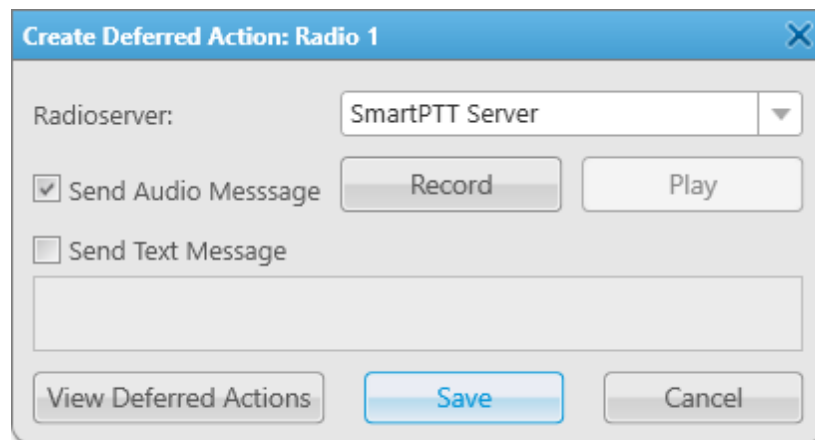 Create Deferred Action: Radio 1
Radioserver: SmartPTT Server
Send Audio Messsage Record Play
Send Text Message
View Deferred Actions Save Cancel